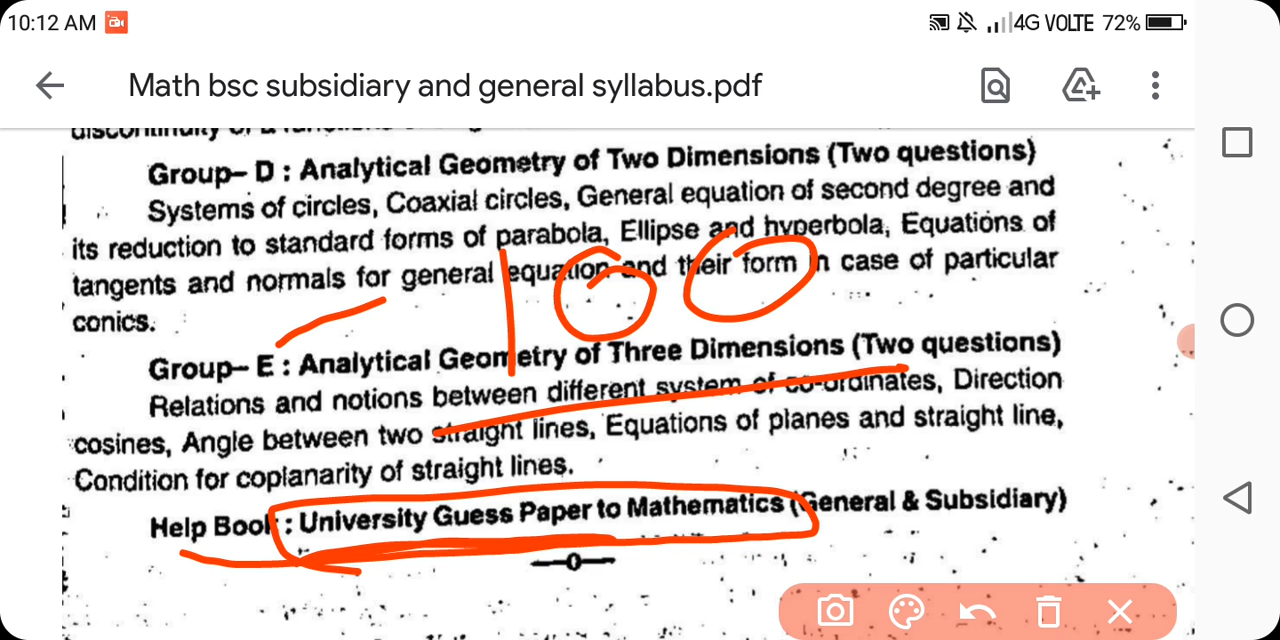 10:12 AM 4G VOLTE 72%
Math bsc subsidiary and general syllabus.pdf
Group- D : Analytical Geometry of Two Dimensions (Two questions)
Systems of circles, Coaxial circles, General equation of second degree and
its reduction to standard forms of parabola, Ellipse and hyperbola, Equations of
tangents and normals for general equation and their form in case of particular
conics.
100
Group- E : Analytical Geometry of Three Dimensions (Two questions)
Relations and notions between different system of co-ordinates, Direction
cosines, Angle between two straight lines, Equations of planes and straight line,
Condition for coplanarity of straight lines.
Help Book : University Guess Paper to Mathematics (General & Subsidiary)